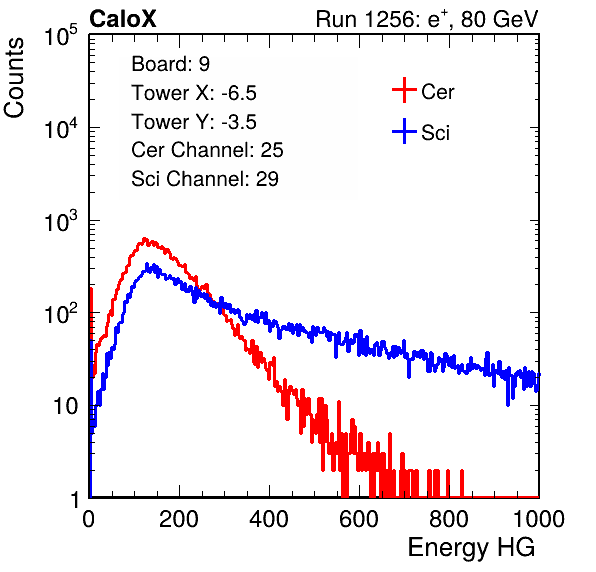 CaloX Run 1256: e⁺, 80 GeV
Board: 9
Tower X: -6.5
Tower Y: -3.5
Cer Channel: 25
Sci Channel: 29
Cer
Sci
Counts
10⁵
10⁴
10³
10²
10
1
0 200 400 600 800 1000
Energy HG